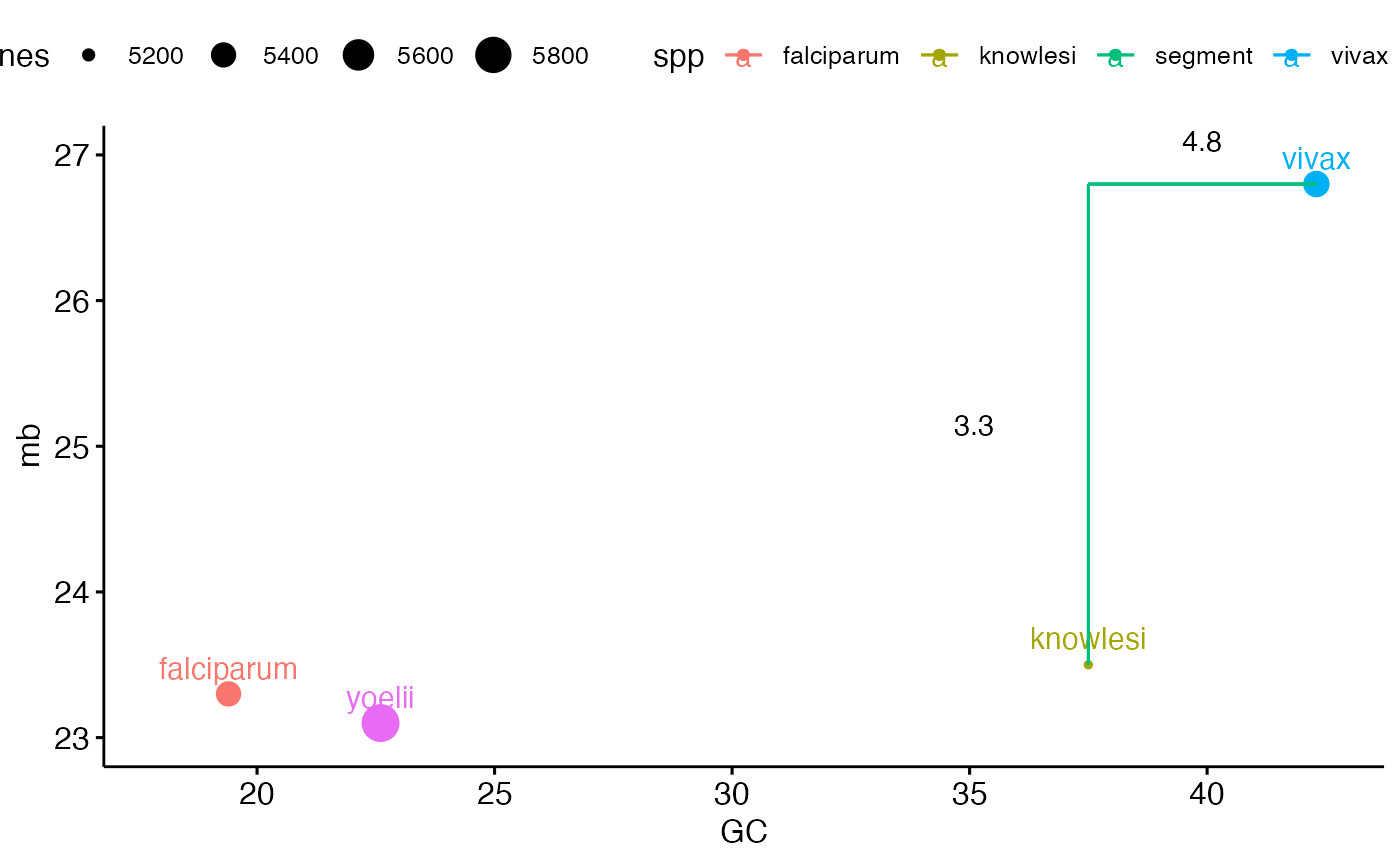 nes 5200 5400 5600 5800 spp a falciparum a knowlesi a segment a vivax
4.8
27
vivax
26
3.3
25
mb
24
knowlesi
falciparum
yoelii
23
20 25 30 35 40
GC